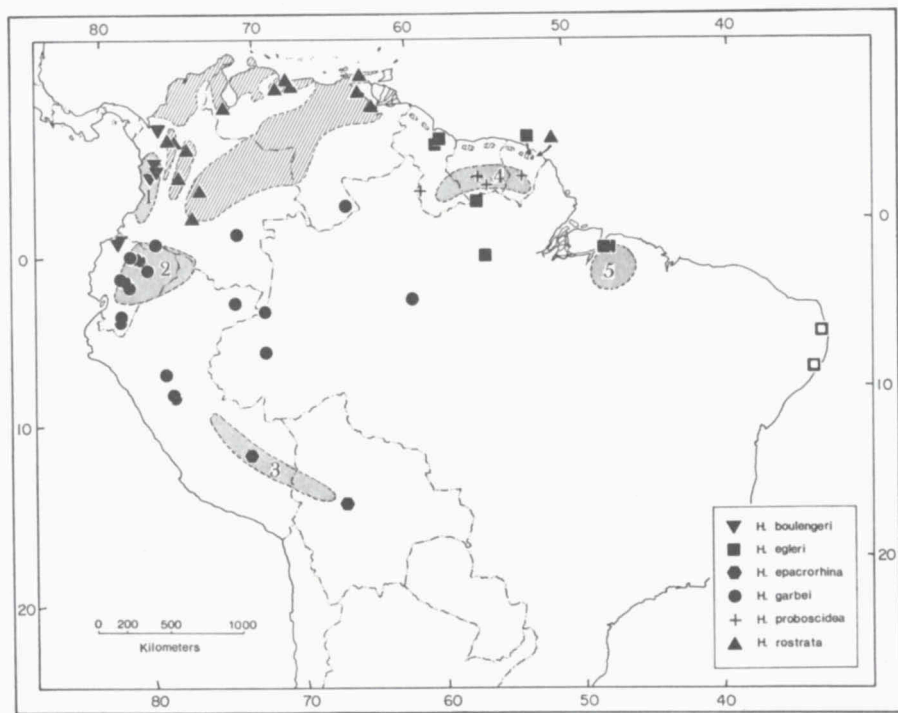 80 70 60 50 40 30
1
4
0
2
5
0
10
10
3
20
20
0 200 500 1000
Kilometers
H. boulengeri
H. egleri
H. epacrorhina
H. garbei
H. proboscidea
H. rostrata
80 70 60 50 40